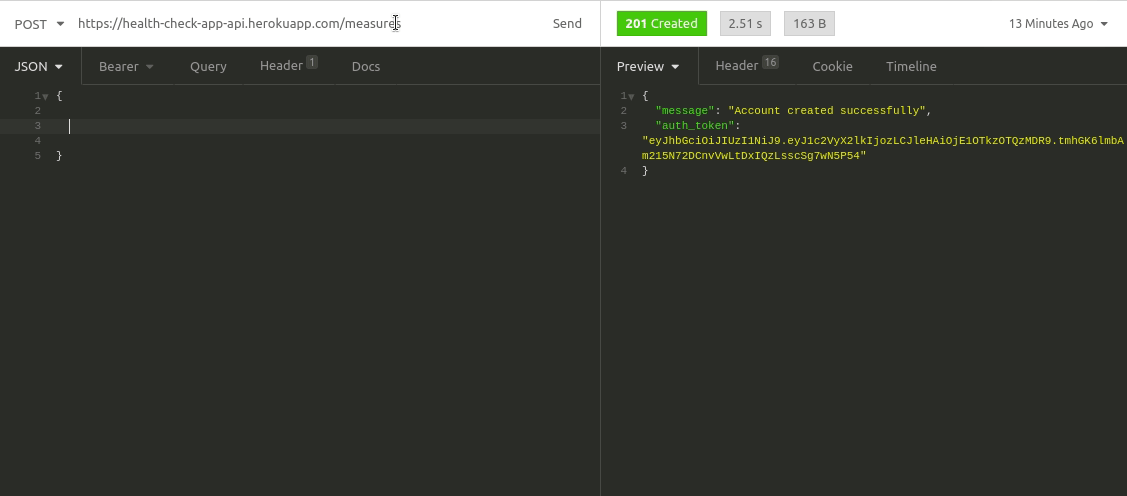 POST https://health-check-app-api.herokuapp.com/measures Send
201 Created 2.51 s 163 B 13 Minutes Ago
JSON Bearer Query Header 1 Docs
Preview Header 16 Cookie Timeline
1 {
2
3
4
5 }
1 {
2 "message": "Account created successfully",
3 "auth_token":
"eyJhbGciOiJIUzI1NiJ9.eyJ1c2VyX2lkIjozLCJleHAiOjE1OTkzOTQzMDR9.tmhGK6lmbA
m215N72DCnvVwLtDxIQzLsscSg7wN5P54"
4 }